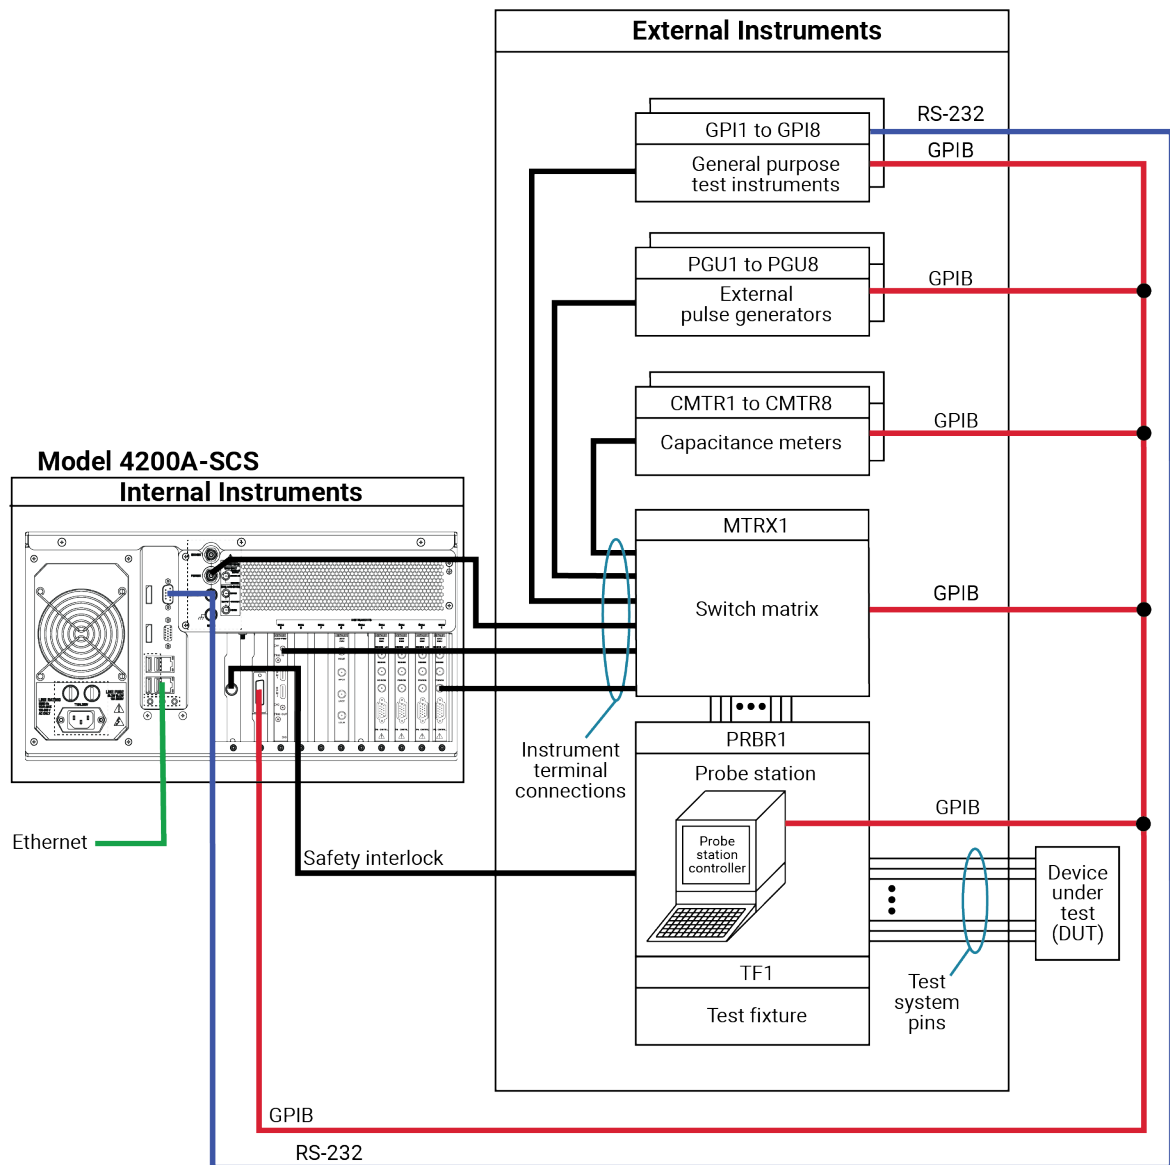 External Instruments
RS-232
GPI1 to GPI8
GPIB
General purpose
test instruments
PGU1 to PGU8
GPIB
External
pulse generators
CMTR1 to CMTR8
GPIB
Capacitance meters
Model 4200A-SCS
Internal Instruments
MTRX1
GPIB
Switch matrix
Instrument
terminal
connections
PRBR1
Probe station
GPIB
Probe
station
controller
Ethernet
Safety interlock
Device
under
test
(DUT)
TF1
Test
system
pins
Test fixture
GPIB
RS-232